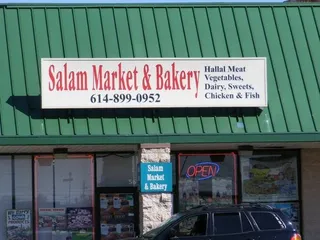 Salam Market & Bakery
614-899-0952
Hallal Meat
Vegetables,
Dairy, Sweets,
Chicken & Fish
Salam
Market
& Bakery
OPEN